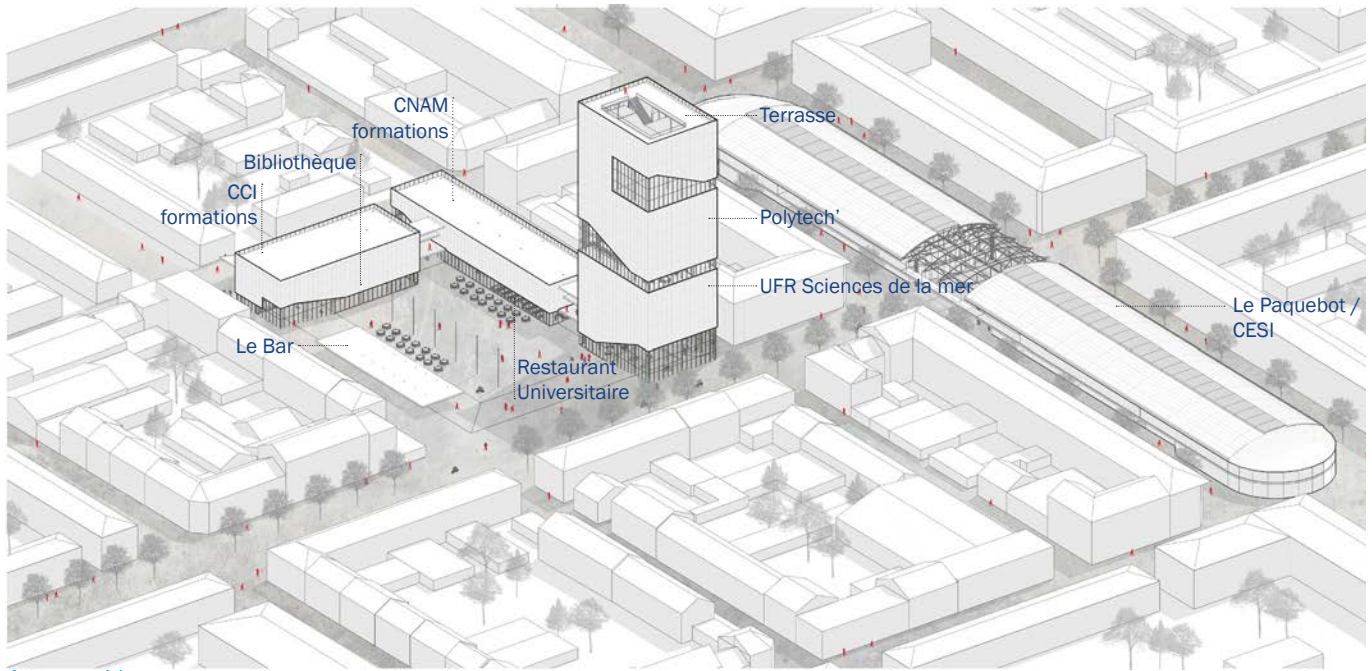 CNAM
formations
Terrasse
Bibliothèque
CCI
formations
Polytech'
UFR Sciences de la mer
Le Paquebot /
CESI
Le Bar
Restaurant
Universitaire